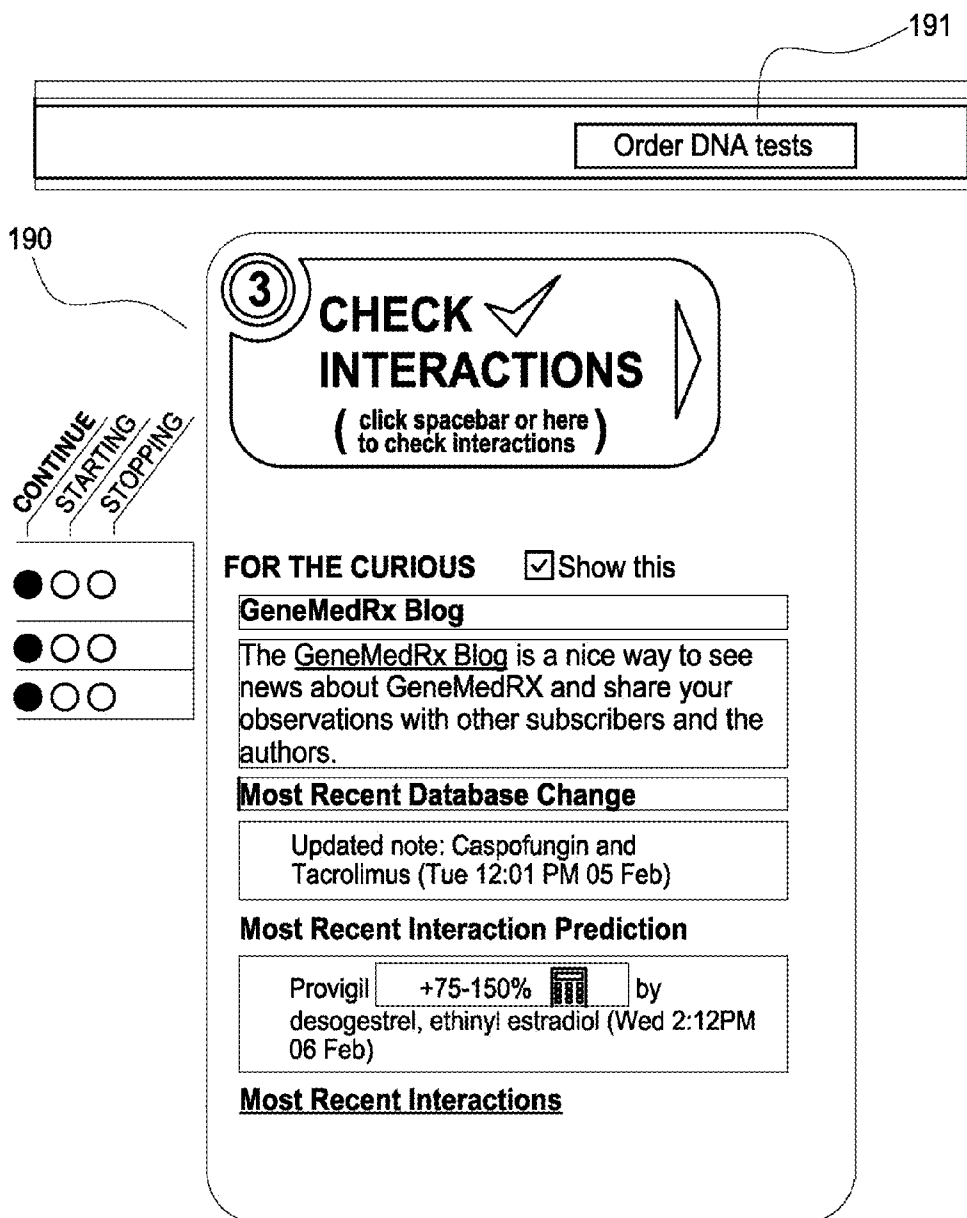 191
Order DNA tests
190
3
CHECK
INTERACTIONS
( click spacebar or here
to check interactions )
CONTINUE
STARTING
STOPPING
FOR THE CURIOUS Show this
GeneMedRx Blog
The GeneMedRx Blog is a nice way to see
news about GeneMedRX and share your
observations with other subscribers and the
authors.
Most Recent Database Change
Updated note: Caspofungin and
Tacrolimus (Tue 12:01 PM 05 Feb)
Most Recent Interaction Prediction
Provigil +75-150% by
desogestrel, ethinyl estradiol (Wed 2:12PM
06 Feb)
Most Recent Interactions